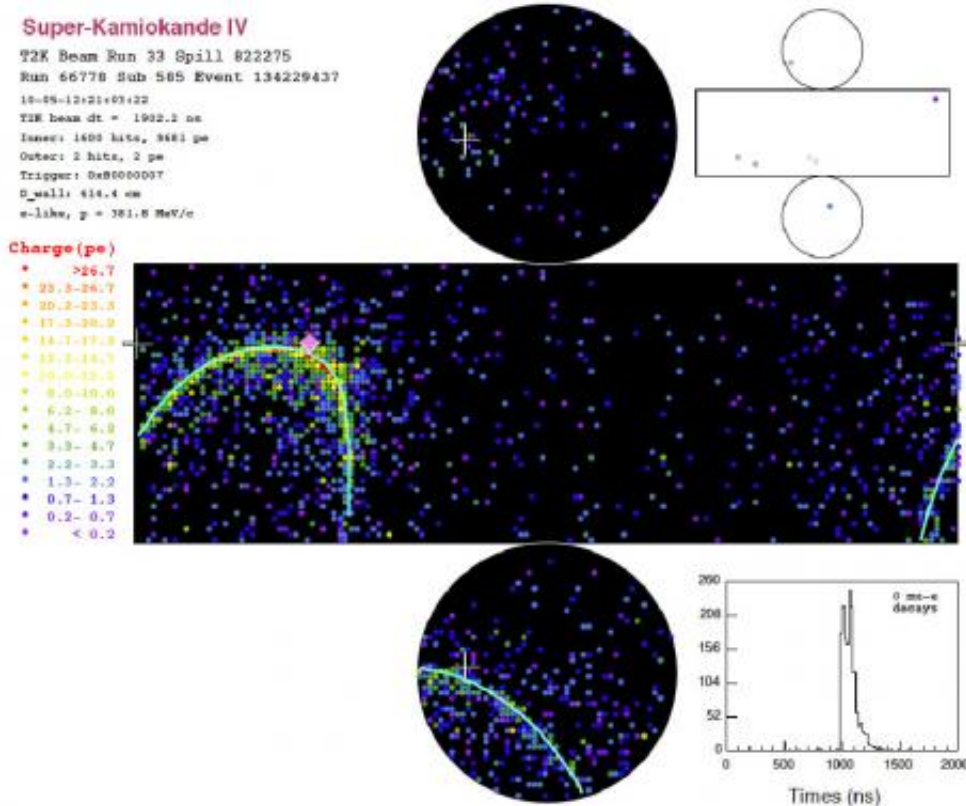 Super-Kamiokande IV
T2K Beam Run 33 Spill 822275
Run 66778 Sub 585 Event 134229437
10-05-12:21:03:22
T2K beam dt = 1902.2 ns
Inner: 1600 hits, 3681 pe
Outer: 2 hits, 2 pe
Trigger: 0x80000007
D_wall: 614.4 cm
e-like, p = 381.8 MeV/c
Charge(pe)
>26.7
23.3-26.7
20.2-23.3
17.3-20.2
14.7-17.3
12.2-14.7
10.0-12.2
8.0-10.0
6.2- 8.0
4.7- 6.2
3.3- 4.7
2.2- 3.3
1.3- 2.2
0.7- 1.3
0.2- 0.7
< 0.2
260
208
156
104
52
0
0 mu-e
decays
0
500
1000
1500
2000
Times (ns)